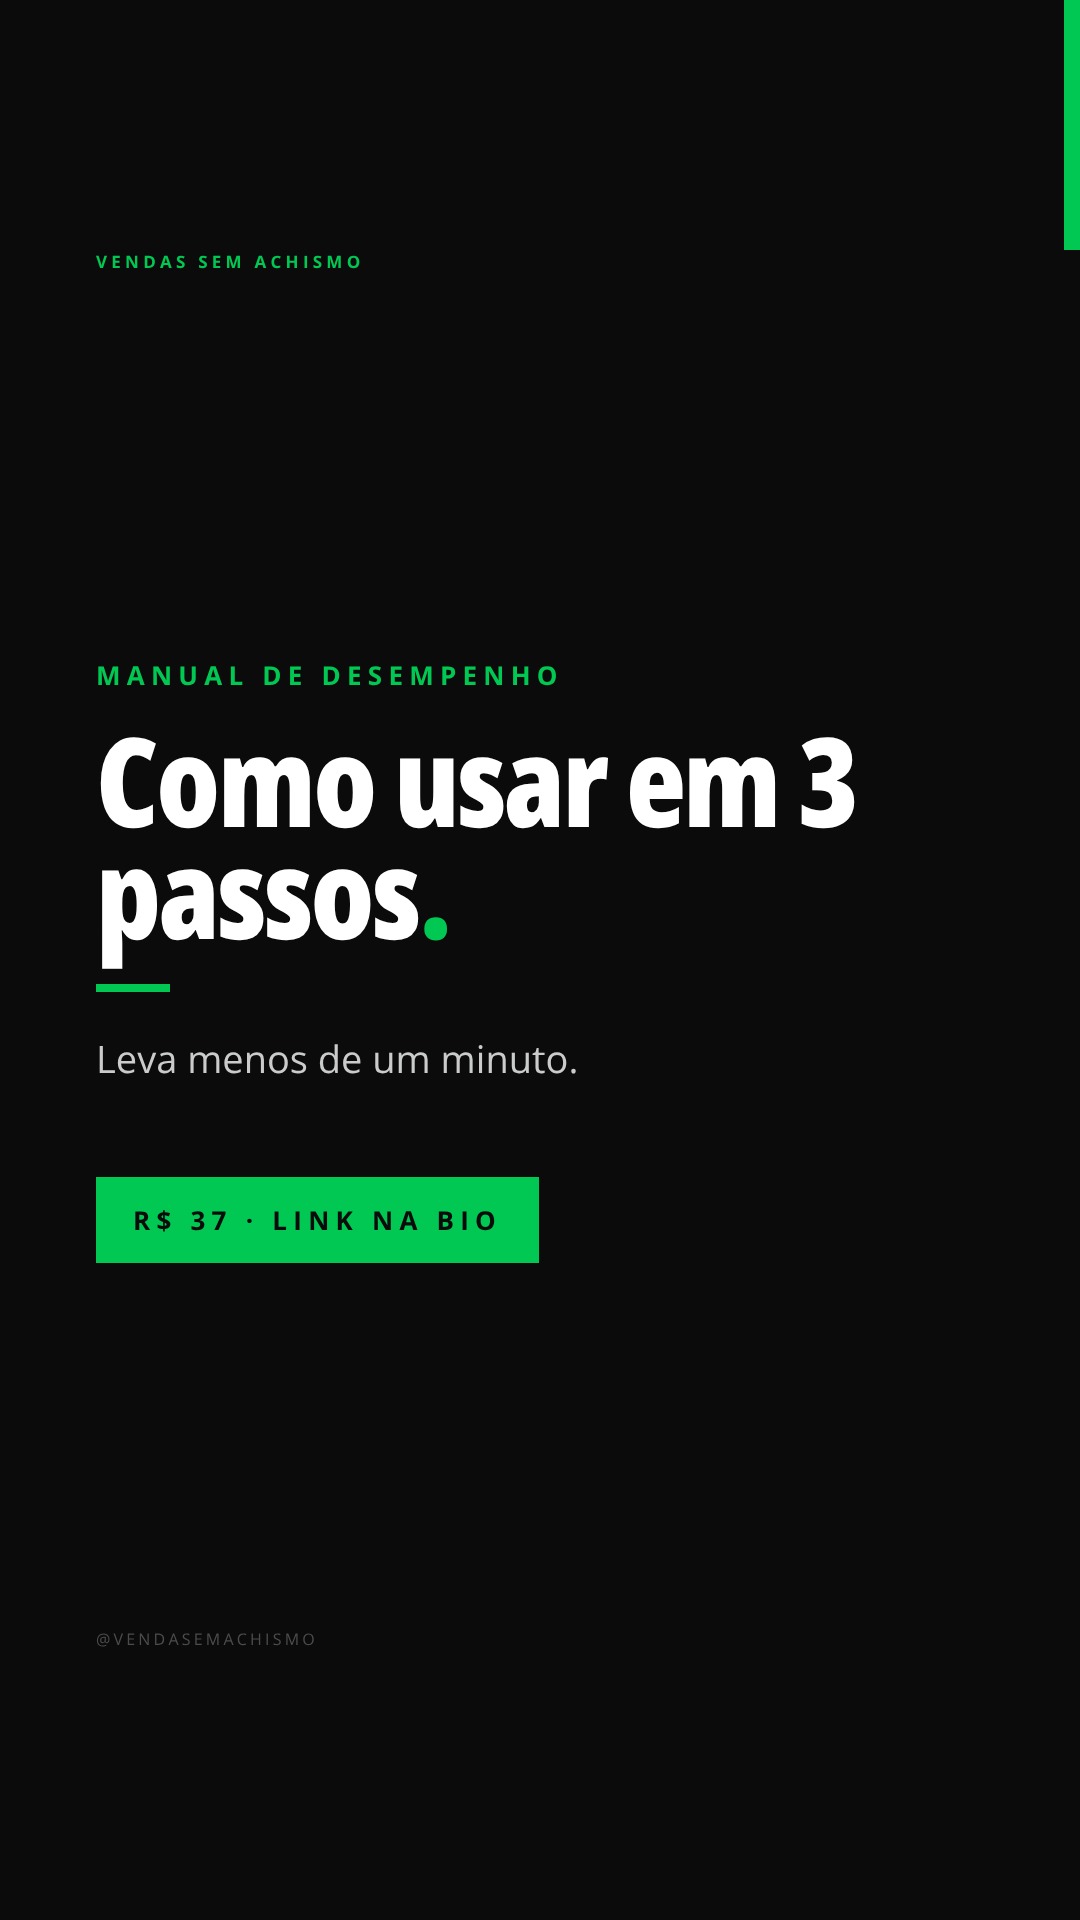 VENDAS SEM ACHISMO
MANUAL DE DESEMPENHO
Como usar em 3
passos.
Leva menos de um minuto.
R$ 37 · LINK NA BIO
@VENDASEMACHISMO